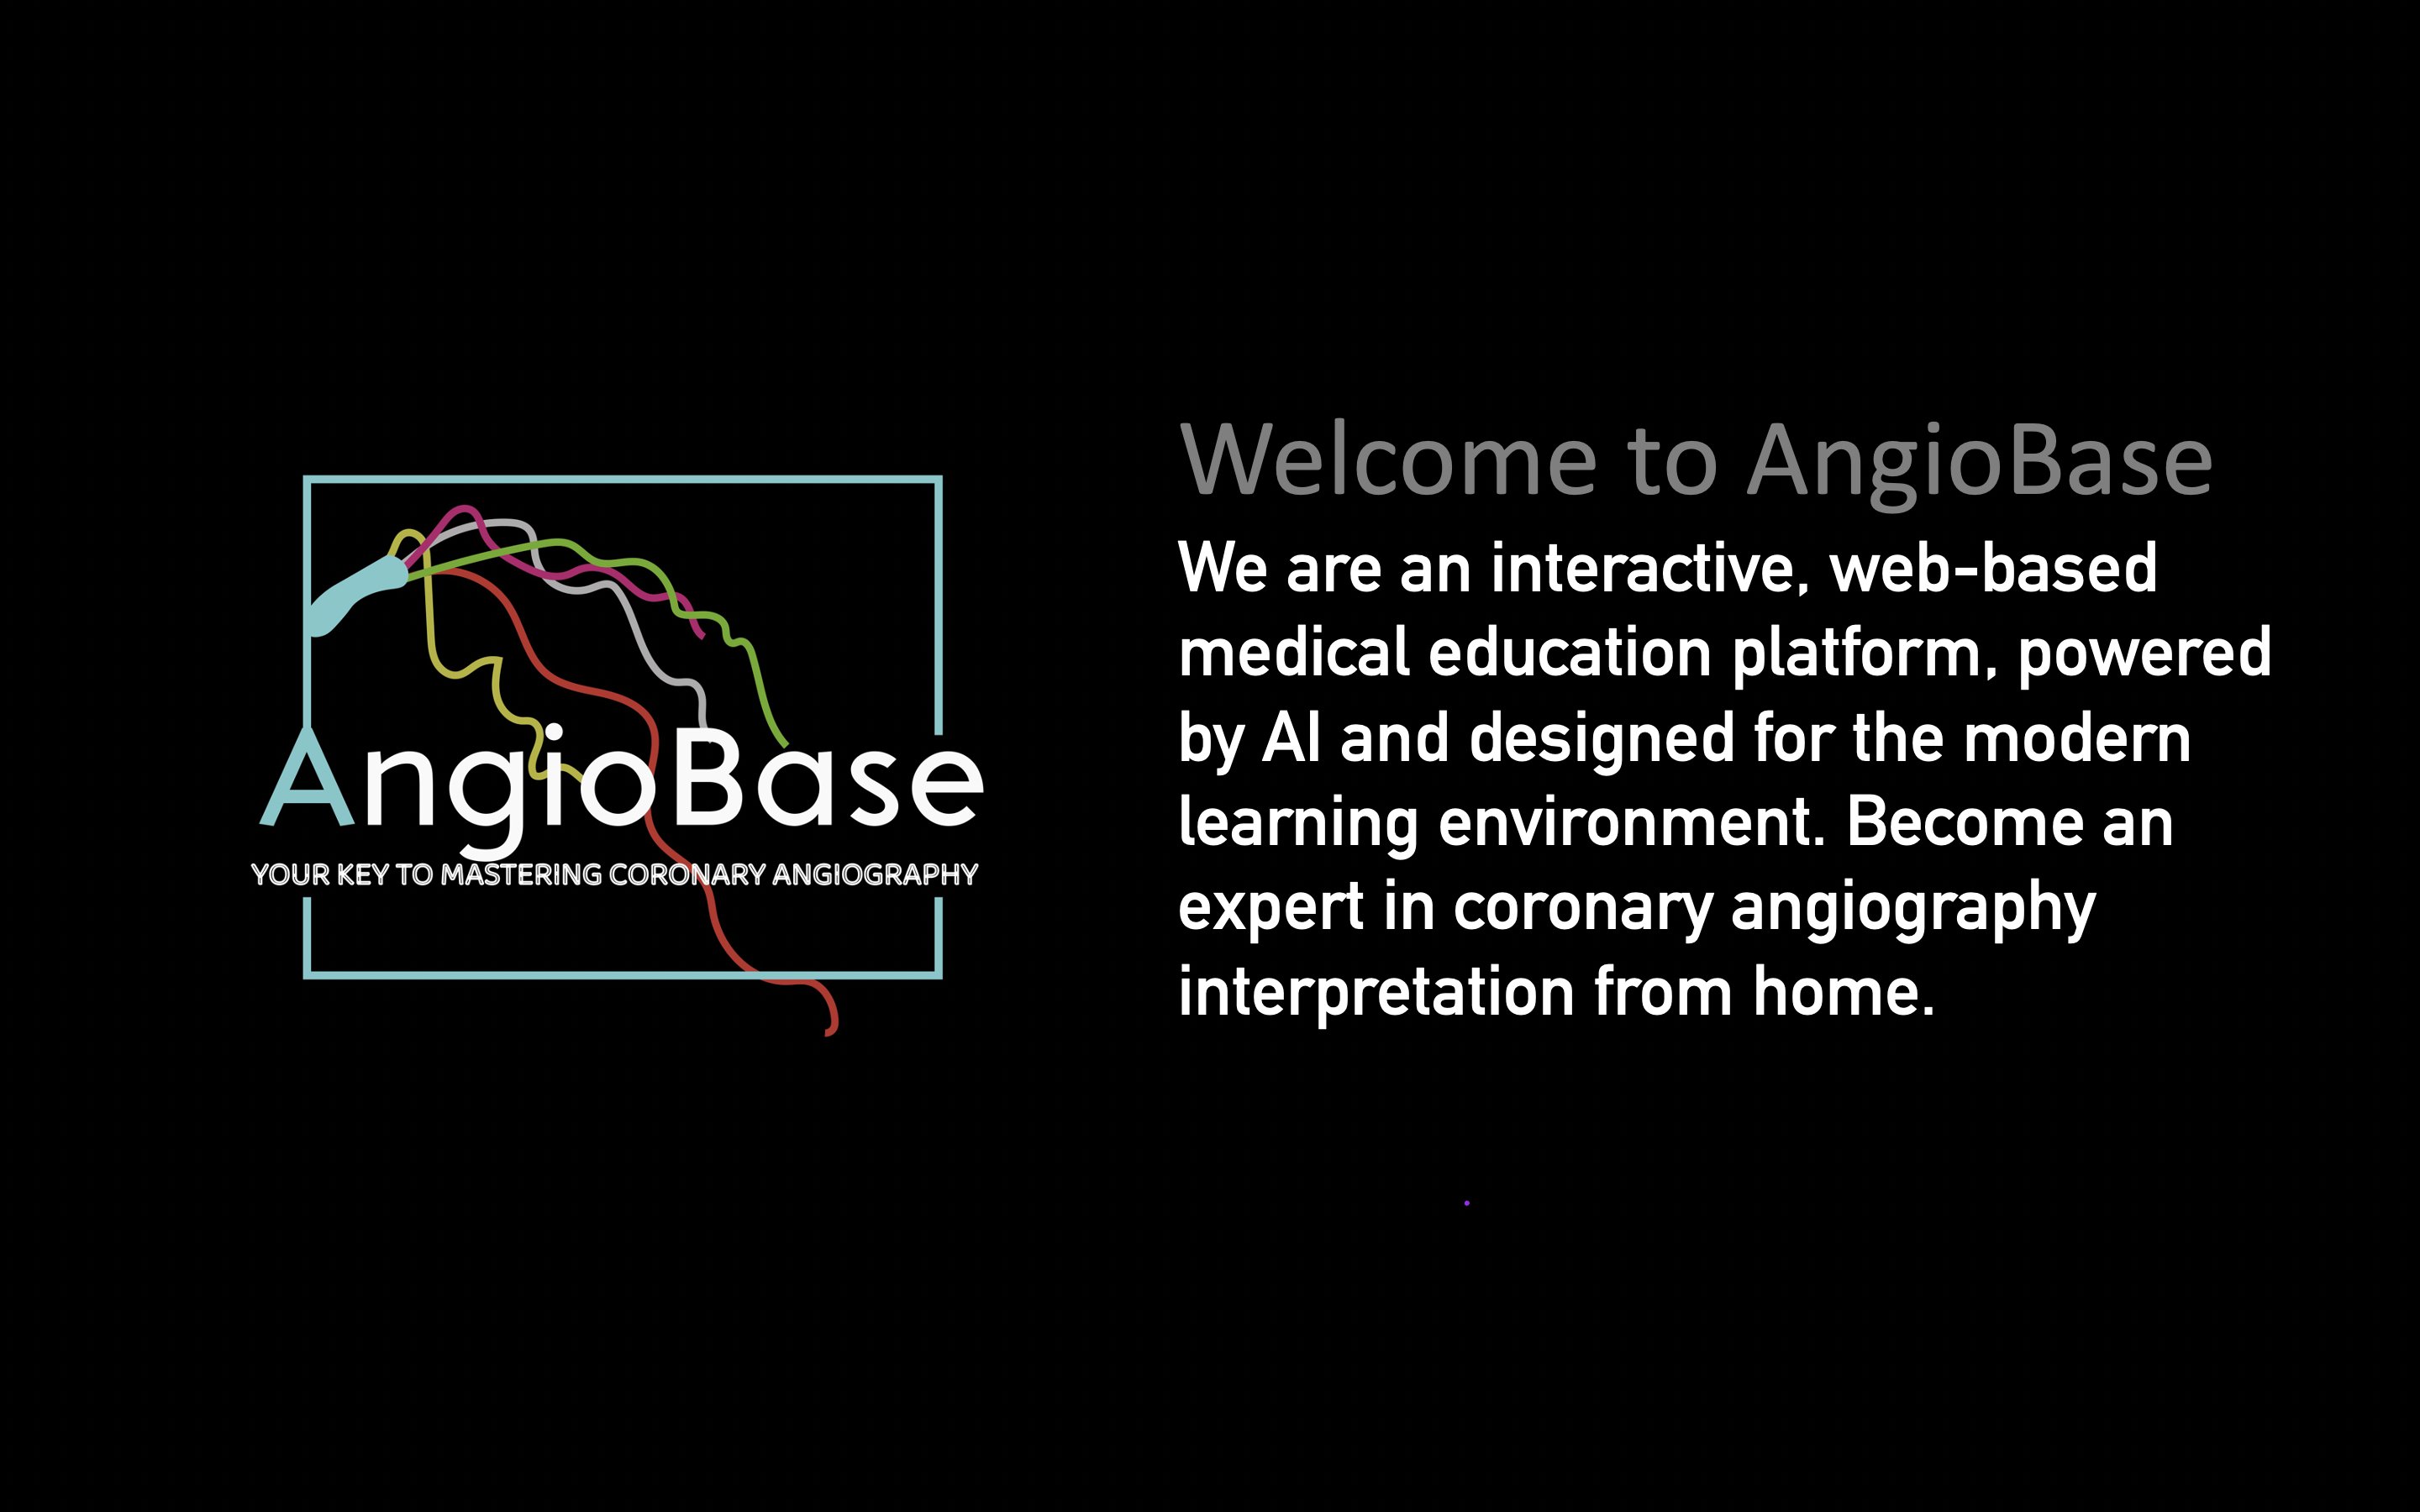 AngioBase
YOUR KEY TO MASTERING CORONARY ANGIOGRAPHY
Welcome to AngioBase
We are an interactive, web-based
medical education platform, powered
by AI and designed for the modern
learning environment. Become an
expert in coronary angiography
interpretation from home.